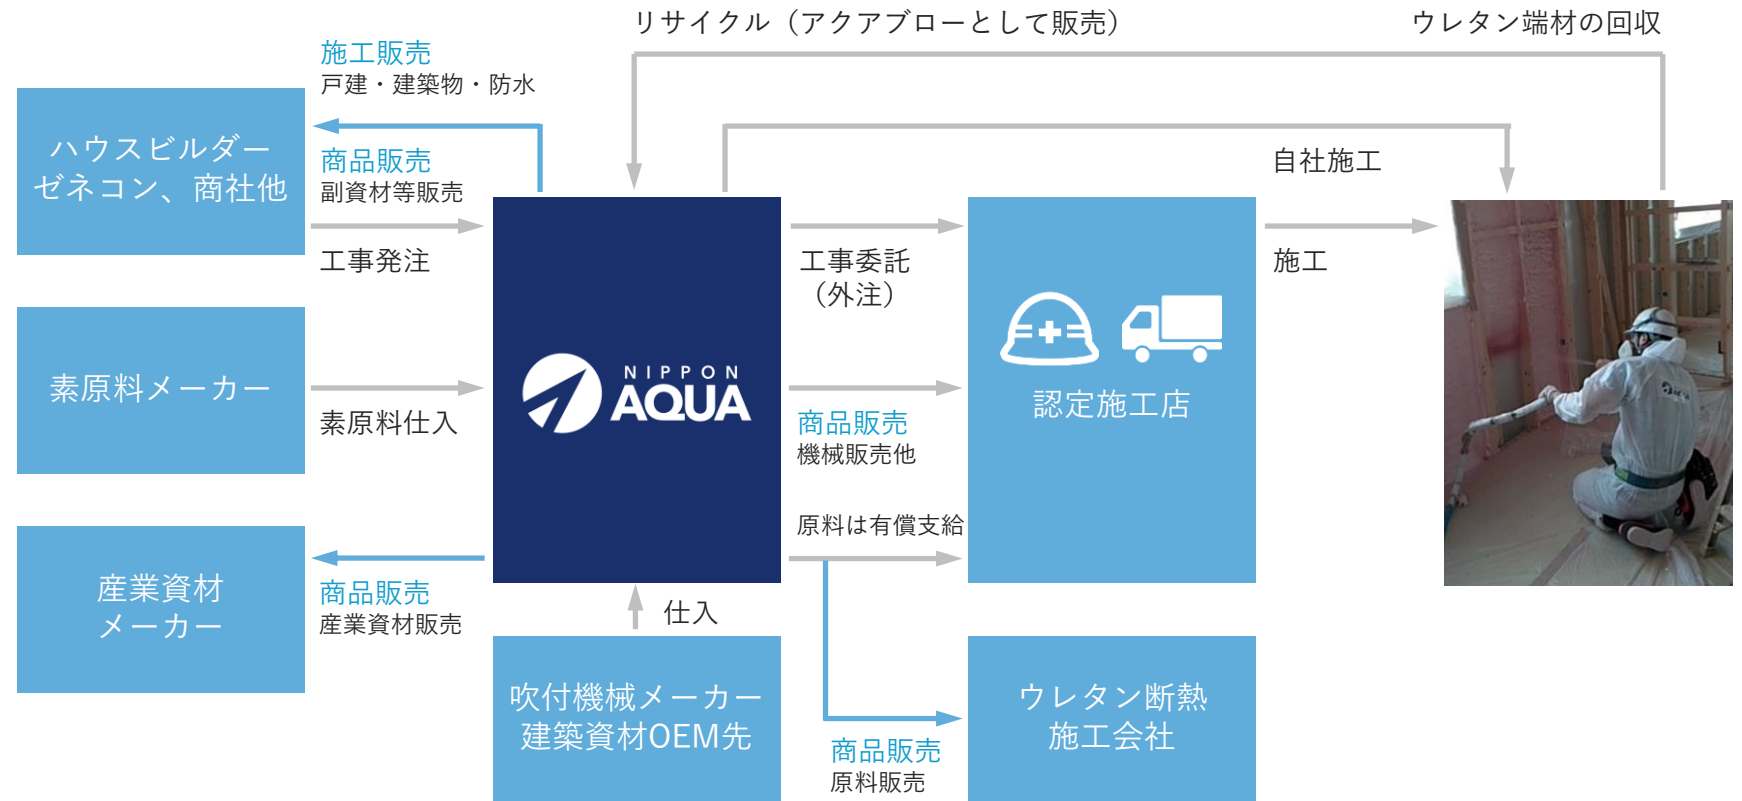 リサイクル（アクアブローとして販売）
ウレタン端材の回収
施工販売
戸建・建築物・防水
ハウスビルダー
ゼネコン、商社他
商品販売
副資材等販売
自社施工
工事発注
工事委託
（外注）
施工
素原料メーカー
素原料仕入
NIPPON
AQUA
商品販売
機械販売他
認定施工店
原料は有償支給
産業資材
メーカー
商品販売
産業資材販売
仕入
吹付機械メーカー
建築資材OEM先
ウレタン断熱
施工会社
商品販売
原料販売